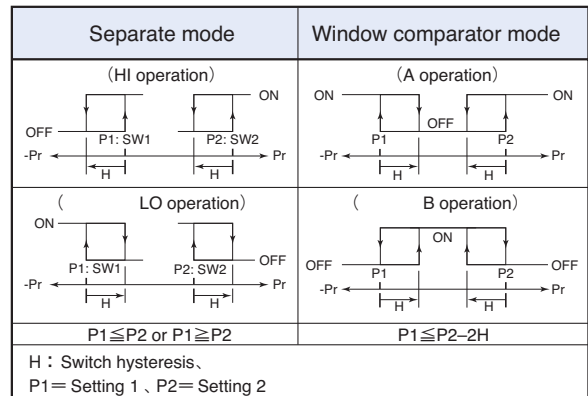 Separate mode
Window comparator mode
(HI operation)
ON
OFF
P1: SW1
P2: SW2
-Pr
Pr
H
H
(A operation)
ON
ON
OFF
P1
P2
-Pr
Pr
H
H
( LO operation)
ON
P1: SW1
P2: SW2
OFF
-Pr
Pr
H
H
( B operation)
ON
OFF
P1
P2
OFF
-Pr
Pr
H
H
P1≦P2 or P1≧P2
P1≦P2–2H
H：Switch hysteresis、
P1＝ Setting 1 、P2＝ Setting 2